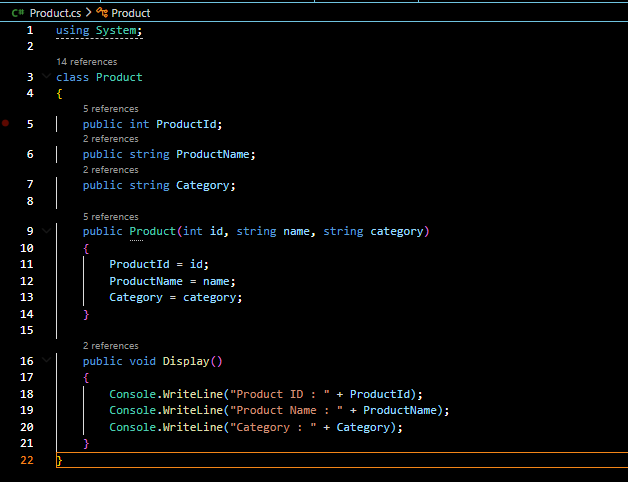 C# Product.cs > Product
1 using System;
2
14 references
3 class Product
4 {
5 references
5 public int ProductId;
2 references
6 public string ProductName;
2 references
7 public string Category;
8
5 references
9 public Product(int id, string name, string category)
10 {
11 ProductId = id;
12 ProductName = name;
13 Category = category;
14 }
15
2 references
16 public void Display()
17 {
18 Console.WriteLine("Product ID : " + ProductId);
19 Console.WriteLine("Product Name : " + ProductName);
20 Console.WriteLine("Category : " + Category);
21 }
22 }